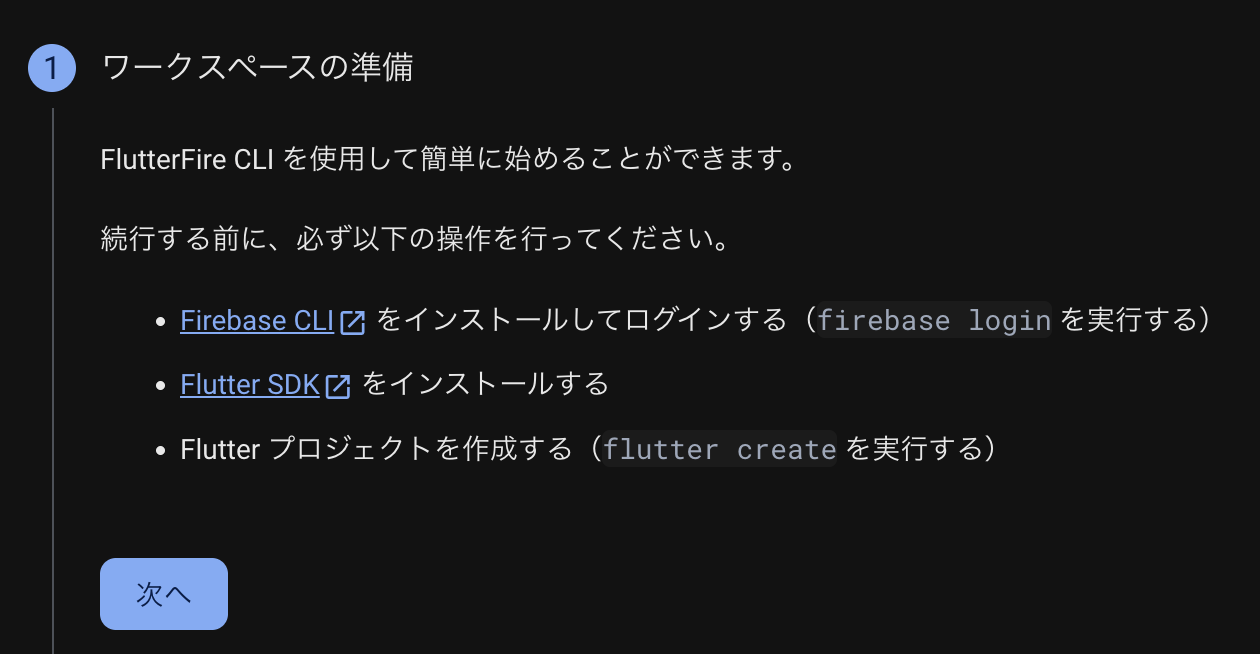 1 ワークスペースの準備
FlutterFire CLI を使用して簡単に始めることができます。
続行する前に、必ず以下の操作を行ってください。
• Firebase CLI をインストールしてログインする（firebase login を実行する）
• Flutter SDK をインストールする
• Flutter プロジェクトを作成する（flutter create を実行する）
次へ